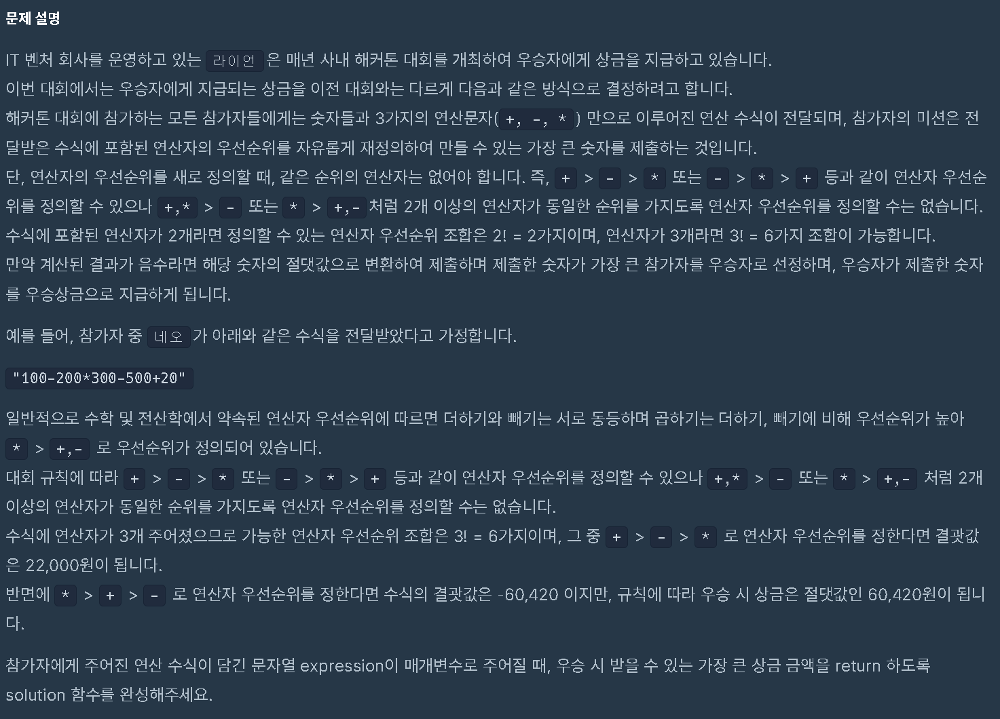 문제 설명
IT 벤처 회사를 운영하고 있는 라이언 은 매년 사내 해커톤 대회를 개최하여 우승자에게 상금을 지급하고 있습니다.
이번 대회에서는 우승자에게 지급되는 상금을 이전 대회와는 다르게 다음과 같은 방식으로 결정하려고 합니다.
해커톤 대회에 참가하는 모든 참가자들에게는 숫자들과 3가지의 연산문자( +, -, * ) 만으로 이루어진 연산 수식이 전달되며, 참가자의 미션은 전
달받은 수식에 포함된 연산자의 우선순위를 자유롭게 재정의하여 만들 수 있는 가장 큰 숫자를 제출하는 것입니다.
단, 연산자의 우선순위를 새로 정의할 때, 같은 순위의 연산자는 없어야 합니다. 즉, + > - > * 또는 - > * > + 등과 같이 연산자 우선순
위를 정의할 수 있으나 +,* > - 또는 * > +,- 처럼 2개 이상의 연산자가 동일한 순위를 가지도록 연산자 우선순위를 정의할 수는 없습니다.
수식에 포함된 연산자가 2개라면 정의할 수 있는 연산자 우선순위 조합은 2! = 2가지이며, 연산자가 3개라면 3! = 6가지 조합이 가능합니다.
만약 계산된 결과가 음수라면 해당 숫자의 절댓값으로 변환하여 제출하며 제출한 숫자가 가장 큰 참가자를 우승자로 선정하며, 우승자가 제출한 숫자
를 우승상금으로 지급하게 됩니다.
예를 들어, 참가자 중 네오 가 아래와 같은 수식을 전달받았다고 가정합니다.
"100-200*300-500+20"
일반적으로 수학 및 전산학에서 약속된 연산자 우선순위에 따르면 더하기와 빼기는 서로 동등하며 곱하기는 더하기, 빼기에 비해 우선순위가 높아
* > +,- 로 우선순위가 정의되어 있습니다.
대회 규칙에 따라 + > - > * 또는 - > * > + 등과 같이 연산자 우선순위를 정의할 수 있으나 +,* > - 또는 * > +,- 처럼 2개
이상의 연산자가 동일한 순위를 가지도록 연산자 우선순위를 정의할 수는 없습니다.
수식에 연산자가 3개 주어졌으므로 가능한 연산자 우선순위 조합은 3! = 6가지이며, 그 중 + > - > * 로 연산자 우선순위를 정한다면 결괏값
은 22,000원이 됩니다.
반면에 * > + > - 로 연산자 우선순위를 정한다면 수식의 결괏값은 -60,420 이지만, 규칙에 따라 우승 시 상금은 절댓값인 60,420원이 됩니
다.
참가자에게 주어진 연산 수식이 담긴 문자열 expression이 매개변수로 주어질 때, 우승 시 받을 수 있는 가장 큰 상금 금액을 return 하도록
solution 함수를 완성해주세요.